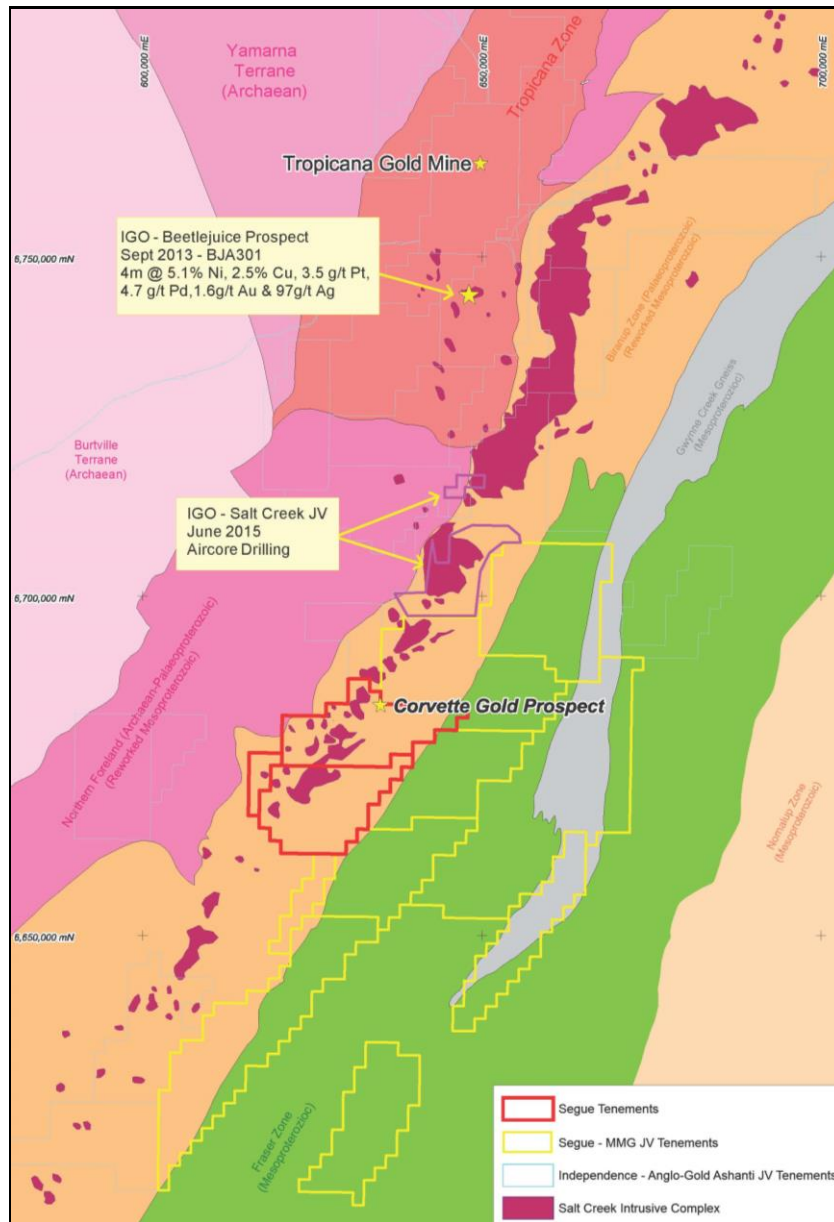 600,000 mE
650,000 mE
700,000 mE
Yamarna
Terrane
(Archaean)
Tropicana Zone
Tropicana Gold Mine
IGO - Beetlejuice Prospect
Sept 2013 - BJA301
4m @ 5.1% Ni, 2.5% Cu, 3.5 g/t Pt,
4.7 g/t Pd,1.6g/t Au & 97g/t Ag
6,750,000 mN
Biranup Zone (Palaeoproterozoic)
(Reworked Mesoproterozoic)
Gwynne Creek Gneiss
(Mesoproterozioc)
Burtville
Terrane
(Archaean)
IGO - Salt Creek JV
June 2015
Aircore Drilling
6,700,000 mN
Northern Foreland (Archaean-Palaeoproterozoic)
(Reworked Mesoproterozoic)
Corvette Gold Prospect
Nornalup Zone
(Mesoproterozoic)
6,650,000 mN
Fraser Zone
(Mesoproterozioc)
Segue Tenements
Segue - MMG JV Tenements
Independence - Anglo-Gold Ashanti JV Tenements
Salt Creek Intrusive Complex